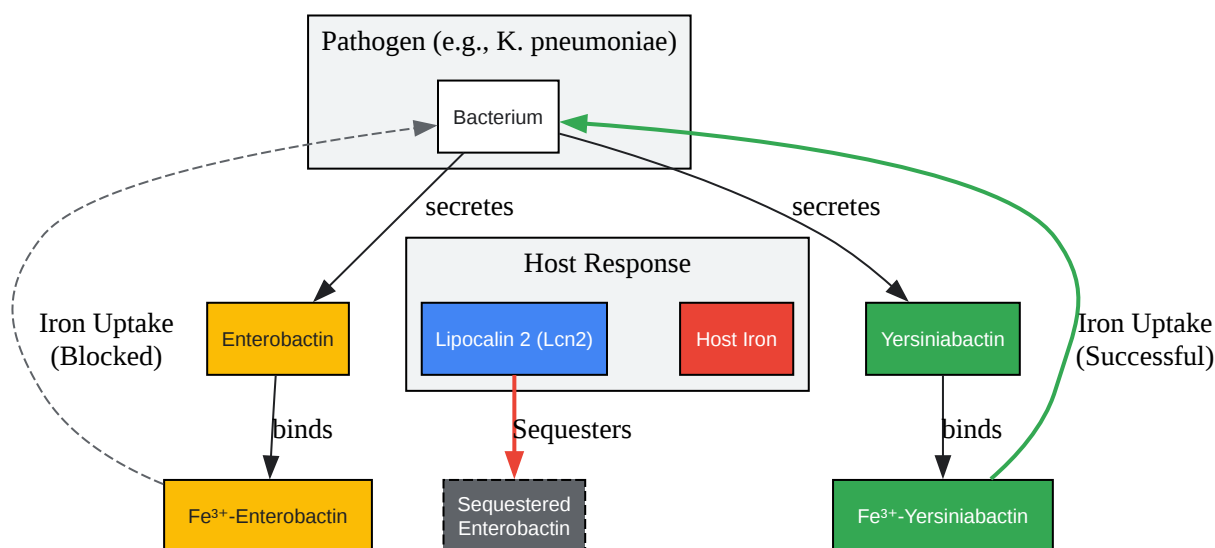 Pathogen (e.g., K. pneumoniae)
Bacterium
secretes
secretes
Host Response
Iron Uptake
(Blocked)
Enterobactin
Lipocalin 2 (Lcn2)
Host Iron
Yersiniabactin
Iron Uptake
(Successful)
binds
Sequesters
binds
Fe³⁺-Enterobactin
Sequestered
Enterobactin
Fe³⁺-Yersiniabactin